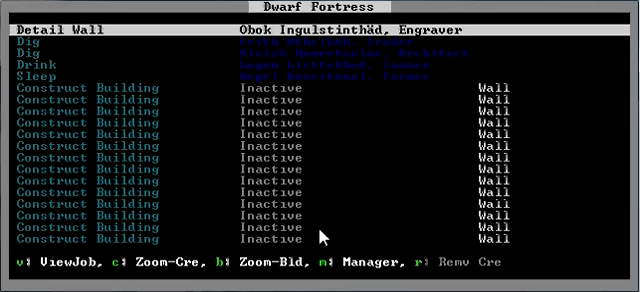 Dwarf Fortress
Detail Wall Obok Ingulstinthäd, Engraver
Dig
Dig
Drink
Sleep
Construct Building Inactive Wall
Construct Building Inactive Wall
Construct Building Inactive Wall
Construct Building Inactive Wall
Construct Building Inactive Wall
Construct Building Inactive Wall
Construct Building Inactive Wall
Construct Building Inactive Wall
Construct Building Inactive Wall
Construct Building Inactive Wall
Construct Building Inactive Wall
Construct Building Inactive Wall
Construct Building Inactive Wall
Construct Building Inactive Wall
v: ViewJob, c: Zoom-Cre, b: Zoom-Bld, m: Manager, r: Remv Cre